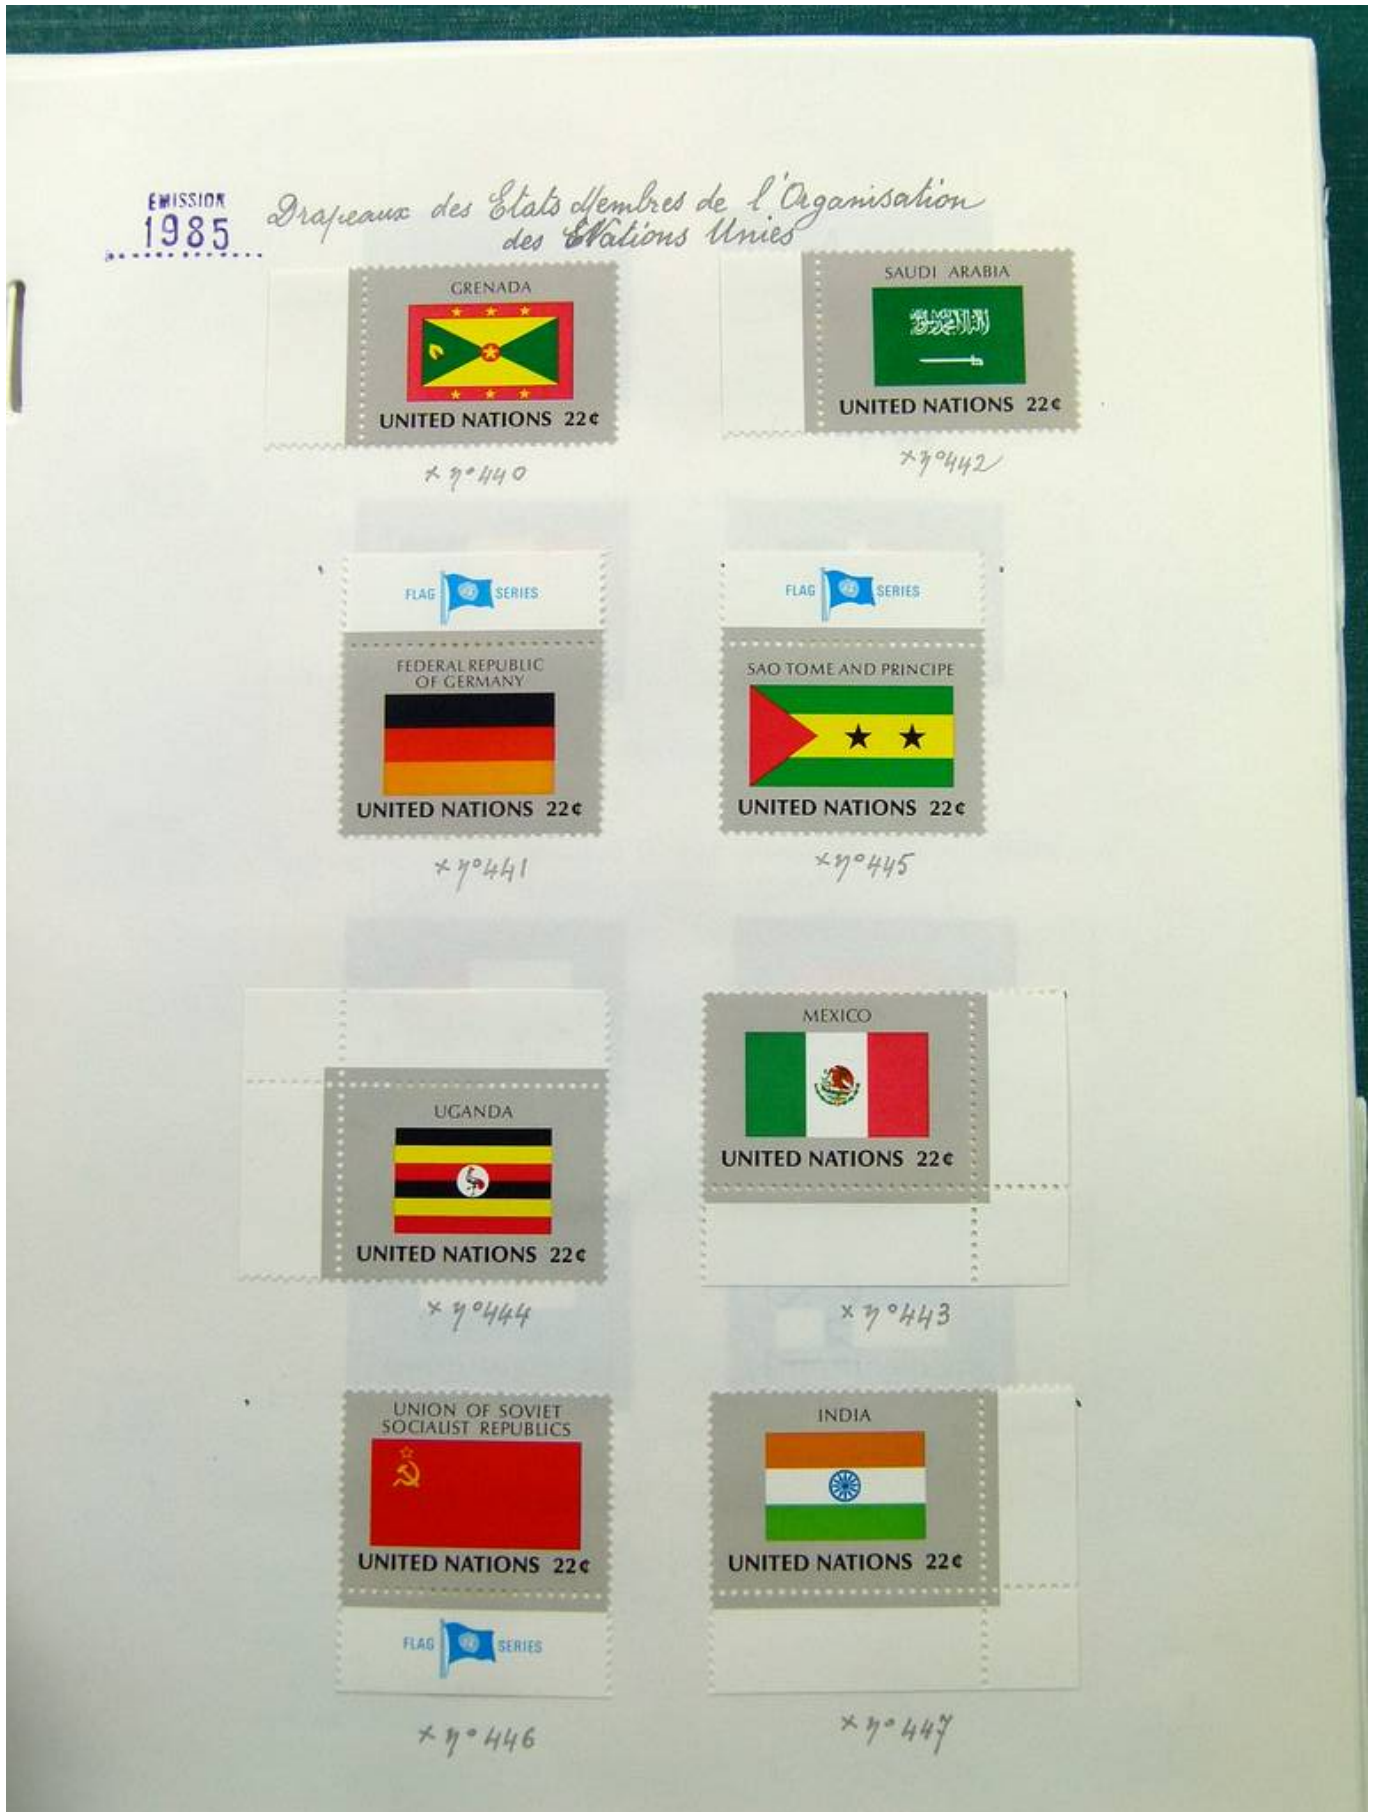 EMISSION
1985
Drapeaux des Etats Membres de l'Organisation
des Nations Unies
GRENADA
UNITED NATIONS 22¢
x n°440
SAUDI ARABIA
UNITED NATIONS 22¢
x n°442
FLAG SERIES
FEDERAL REPUBLIC
OF GERMANY
UNITED NATIONS 22¢
x n°441
FLAG SERIES
SAO TOME AND PRINCIPE
UNITED NATIONS 22¢
x n°445
UGANDA
UNITED NATIONS 22¢
x n°444
MEXICO
UNITED NATIONS 22¢
x n°443
UNION OF SOVIET
SOCIALIST REPUBLICS
UNITED NATIONS 22¢
FLAG SERIES
x n°446
INDIA
UNITED NATIONS 22¢
x n°447